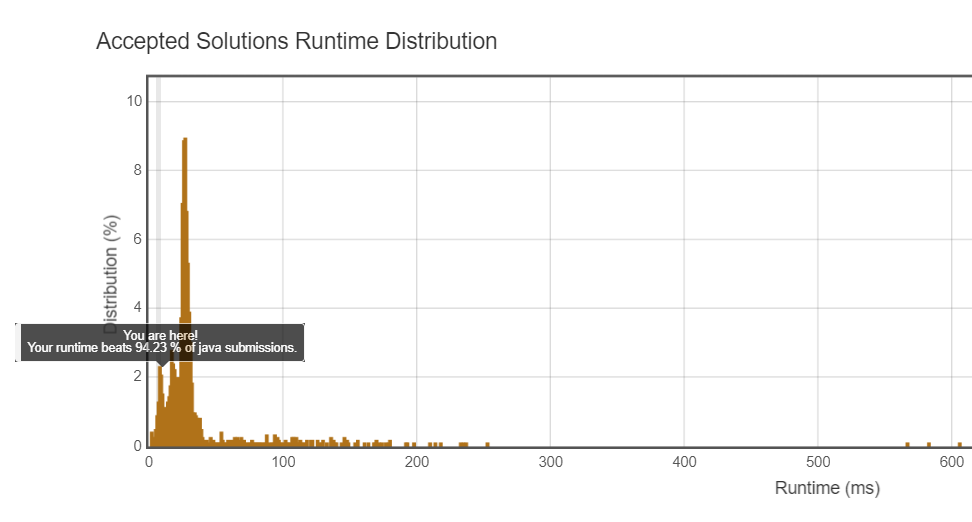 Accepted Solutions Runtime Distribution
10
8
6
4
2
0
Distribution (%)
You are here!
Your runtime beats 94.23 % of java submissions.
0 100 200 300 400 500 600
Runtime (ms)